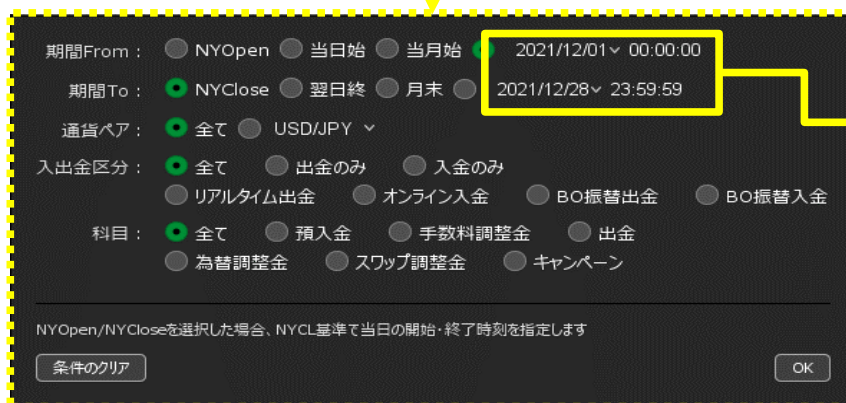 期間From： NYOpen 当日始 当月始 2021/12/01 00:00:00
期間To： NYClose 翌日終 月末 2021/12/28 23:59:59
通貨ペア： 全て USD/JPY
入出金区分： 全て 出金のみ 入金のみ
リアルタイム出金 オンライン入金 BO振替出金 BO振替入金
科目： 全て 預入金 手数料調整金 出金
為替調整金 スワップ調整金 キャンペーン
NYOpen/NYCloseを選択した場合、NYCL基準で当日の開始・終了時刻を指定します
条件のクリア OK